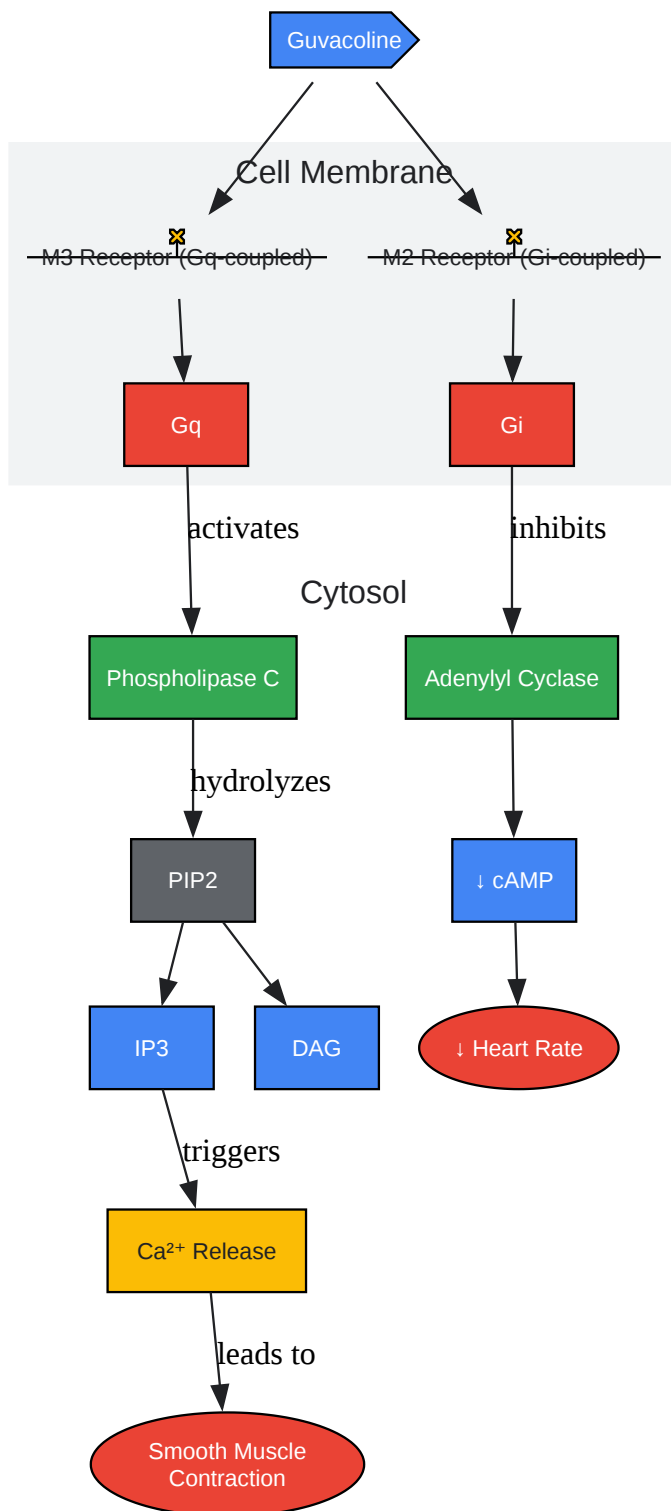 Guvacoline
Cell Membrane
M3 Receptor (Gq-coupled)
M2 Receptor (Gi-coupled)
Gq
Gi
activates
inhibits
Cytosol
Phospholipase C
Adenylyl Cyclase
hydrolyzes
PIP2
↓ cAMP
IP3
DAG
↓ Heart Rate
triggers
Ca²⁺ Release
leads to
Smooth Muscle
Contraction